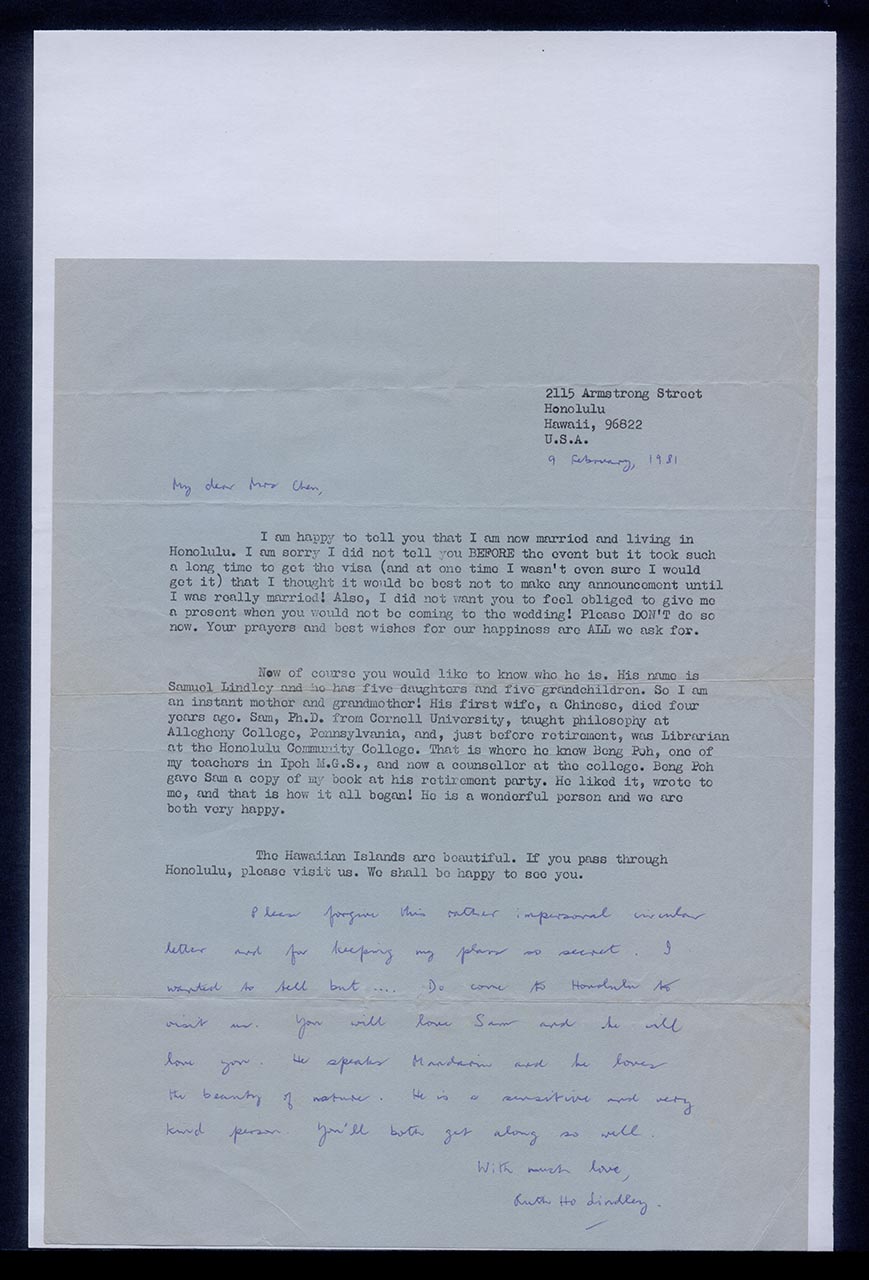 2115 Armstrong Street
Honolulu
Hawaii, 96822
U.S.A.
9 February, 1981
My dear Mrs Chen,
I am happy to tell you that I am now married and living in
Honolulu. I am sorry I did not tell you BEFORE the event but it took such
a long time to get the visa (and at one time I wasn't even sure I would
get it) that I thought it would be best not to make any announcement until
I was really married! Also, I did not want you to feel obliged to give me
a present when you would not be coming to the wedding! Please DON'T do so
now. Your prayers and best wishes for our happiness are ALL we ask for.
Now of course you would like to know who he is. His name is
Samuel Lindley and he has five daughters and five grandchildren. So I am
an instant mother and grandmother! His first wife, a Chinese, died four
years ago. Sam, Ph.D. from Cornell University, taught philosophy at
Allegheny College, Pennsylvania, and, just before retirement, was Librarian
at the Honolulu Community College. That is where he knew Beng Poh, one of
my teachers in Ipoh M.G.S., and now a counsellor at the college. Beng Poh
gave Sam a copy of my book at his retirement party. He liked it, wrote to
me, and that is how it all began! He is a wonderful person and we are
both very happy.
The Hawaiian Islands are beautiful. If you pass through
Honolulu, please visit us. We shall be happy to see you.
Please forgive this rather impersonal circular
letter and for keeping my plans so secret. I
wanted to tell but .... Do come to Honolulu to
visit us. You will love Sam and he will
love you. He speaks Mandarin and he loves
the beauty of nature. He is a sensitive and very
kind person. You'll both get along so well.
With much love,
Ruth Ho Lindley.